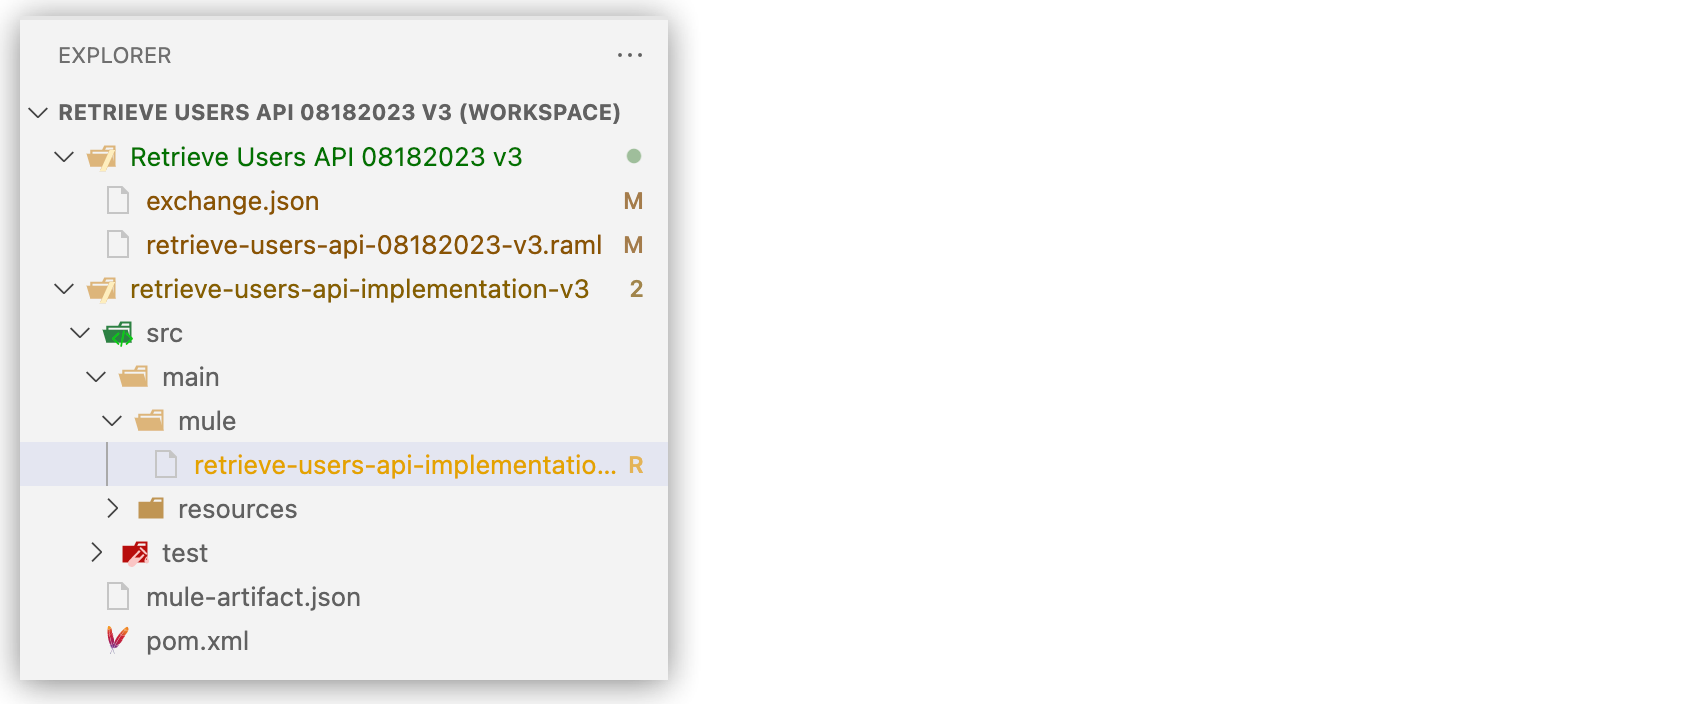 EXPLORER ...
RETRIEVE USERS API 08182023 V3 (WORKSPACE)
Retrieve Users API 08182023 v3
exchange.json M
retrieve-users-api-08182023-v3.raml M
retrieve-users-api-implementation-v3 2
src
main
mule
retrieve-users-api-implementatio... R
resources
test
mule-artifact.json
pom.xml